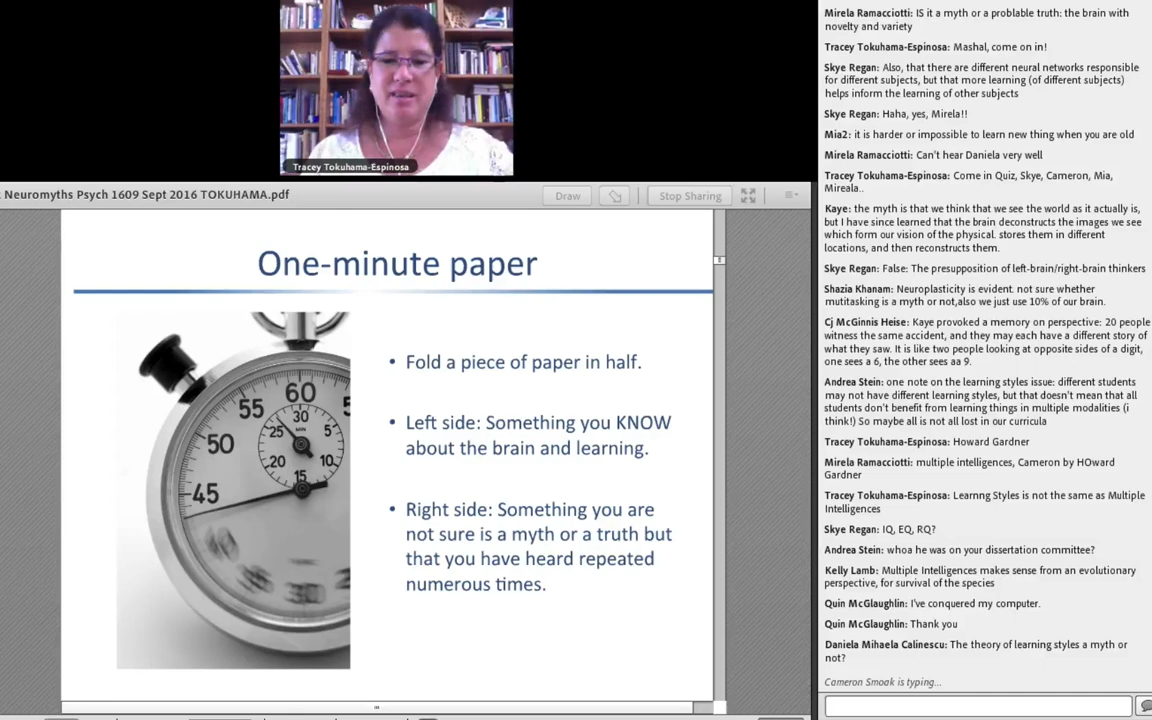 Tracey Tokuhama-Espinosa
Neuromyths Psych 1609 Sept 2016 TOKUHAMA.pdf
Draw
Stop Sharing
One-minute paper
• Fold a piece of paper in half.
• Left side: Something you KNOW
about the brain and learning.
• Right side: Something you are
not sure is a myth or a truth but
that you have heard repeated
numerous times.
60
55
50
45
30
25
20
15
10
5
MIN
30
Mirela Ramacciotti: IS it a myth or a problable truth: the brain with
novelty and variety
Tracey Tokuhama-Espinosa: Mashal, come on in!
Skye Regan: Also, that there are different neural networks responsible
for different subjects, but that more learning (of different subjects)
helps inform the learning of other subjects
Skye Regan: Haha, yes, Mirela!!
Mia2: it is harder or impossible to learn new thing when you are old
Mirela Ramacciotti: Can't hear Daniela very well
Tracey Tokuhama-Espinosa: Come in Quiz, Skye, Cameron, Mia,
Mireala..
Kaye: the myth is that we think that we see the world as it actually is,
but I have since learned that the brain deconstructs the images we see
which form our vision of the physical. stores them in different
locations, and then reconstructs them.
Skye Regan: False: The presupposition of left-brain/right-brain thinkers
Shazia Khanam: Neuroplasticity is evident. not sure whether
mutitasking is a myth or not,also we just use 10% of our brain.
Cj McGinnis Heise: Kaye provoked a memory on perspective: 20 people
witness the same accident, and they may each have a different story of
what they saw. It is like two people looking at opposite sides of a digit,
one sees a 6, the other sees aa 9.
Andrea Stein: one note on the learning styles issue: different students
may not have different learning styles, but that doesn't mean that all
students don't benefit from learning things in multiple modalities (i
think!) So maybe all is not all lost in our curricula
Tracey Tokuhama-Espinosa: Howard Gardner
Mirela Ramacciotti: multiple intelligences, Cameron by HOward
Gardner
Tracey Tokuhama-Espinosa: Learnng Styles is not the same as Multiple
Intelligences
Skye Regan: IQ, EQ, RQ?
Andrea Stein: whoa he was on your dissertation committee?
Kelly Lamb: Multiple Intelligences makes sense from an evolutionary
perspective, for survival of the species
Quin McGlaughlin: I've conquered my computer.
Quin McGlaughlin: Thank you
Daniela Mihaela Calinescu: The theory of learning styles a myth or
not?
Cameron Smoak is typing...